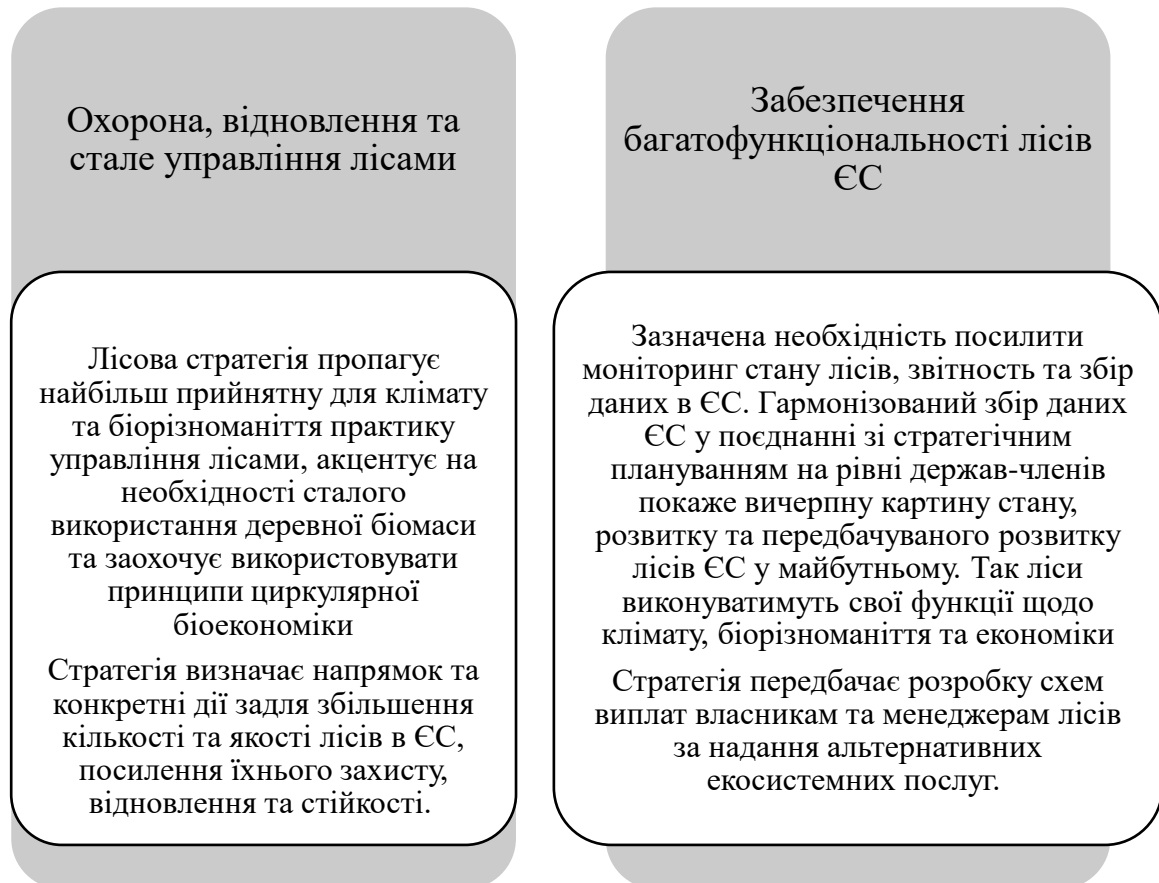 Охорона, відновлення та
стале управління лісами
Лісова стратегія пропагує
найбільш прийнятну для клімату
та біорізноманіття практику
управління лісами, акцентує на
необхідності сталого
використання деревної біомаси
та заохочує використовувати
принципи циркулярної
біоекономіки
Стратегія визначає напрямок та
конкретні дії задля збільшення
кількості та якості лісів в ЄС,
посилення їхнього захисту,
відновлення та стійкості.
Забезпечення
багатофункціональності лісів
ЄС
Зазначена необхідність посилити
моніторинг стану лісів, звітність та збір
даних в ЄС. Гармонізований збір даних
ЄС у поєднанні зі стратегічним
плануванням на рівні держав-членів
покаже вичерпну картину стану,
розвитку та передбачуваного розвитку
лісів ЄС у майбутньому. Так ліси
виконуватимуть свої функції щодо
клімату, біорізноманіття та економіки
Стратегія передбачає розробку схем
виплат власникам та менеджерам лісів
за надання альтернативних
екосистемних послуг.